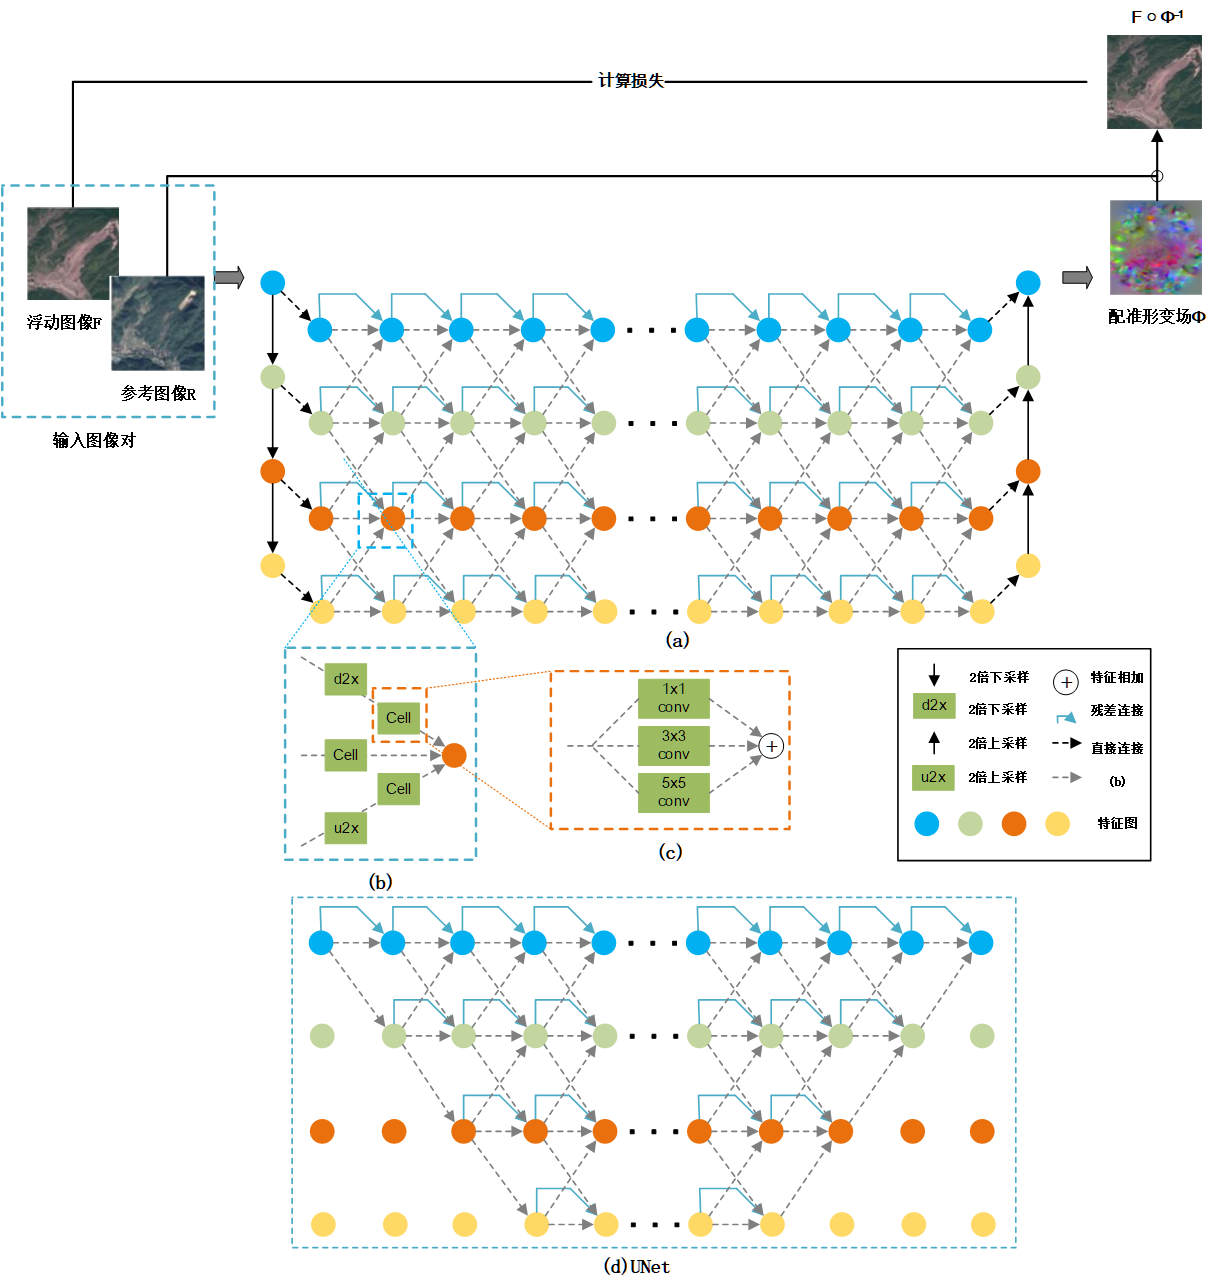 F ○ Φ-1
计算损失
浮动图像F
参考图像R
输入图像对
配准形变场Φ
(a)
d2x
Cell
Cell
Cell
u2x
(b)
1x1
conv
3x3
conv
5x5
conv
+
(c)
2倍下采样
+ 特征相加
d2x 2倍下采样
残差连接
2倍上采样
直接连接
u2x 2倍上采样
(b)
特征图
(d)UNet